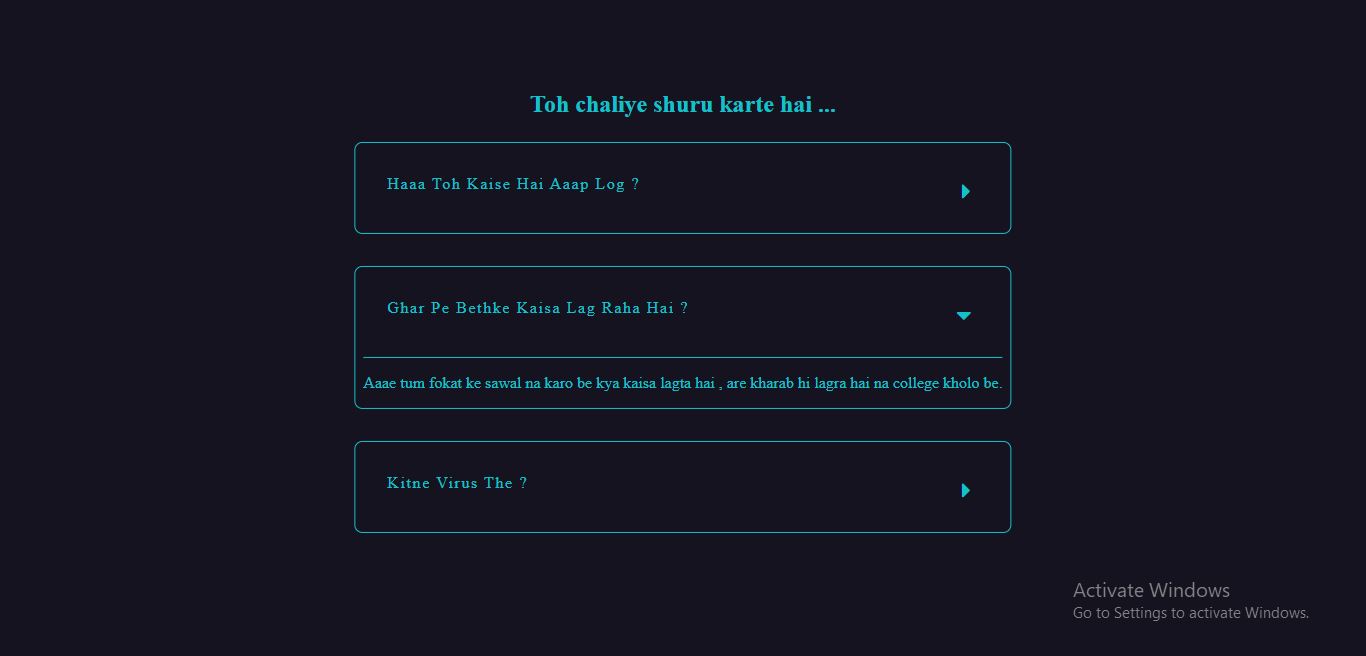 Toh chaliye shuru karte hai ...
Haaa Toh Kaise Hai Aaap Log ?
Ghar Pe Bethke Kaisa Lag Raha Hai ?
Aaae tum fokat ke sawal na karo be kya kaisa lagta hai , are kharab hi lagra hai na college kholo be.
Kitne Virus The ?
Activate Windows
Go to Settings to activate Windows.